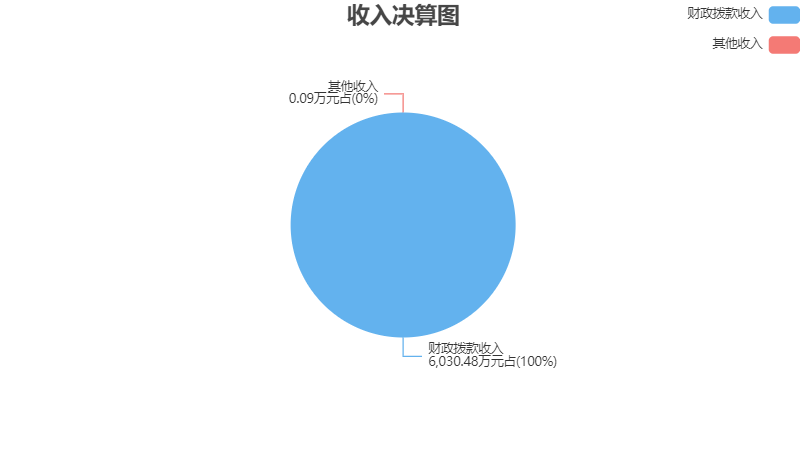 收入决算图
财政拨款收入
其他收入
其他收入
0.09万元占(0%)
财政拨款收入
6,030.48万元占(100%)